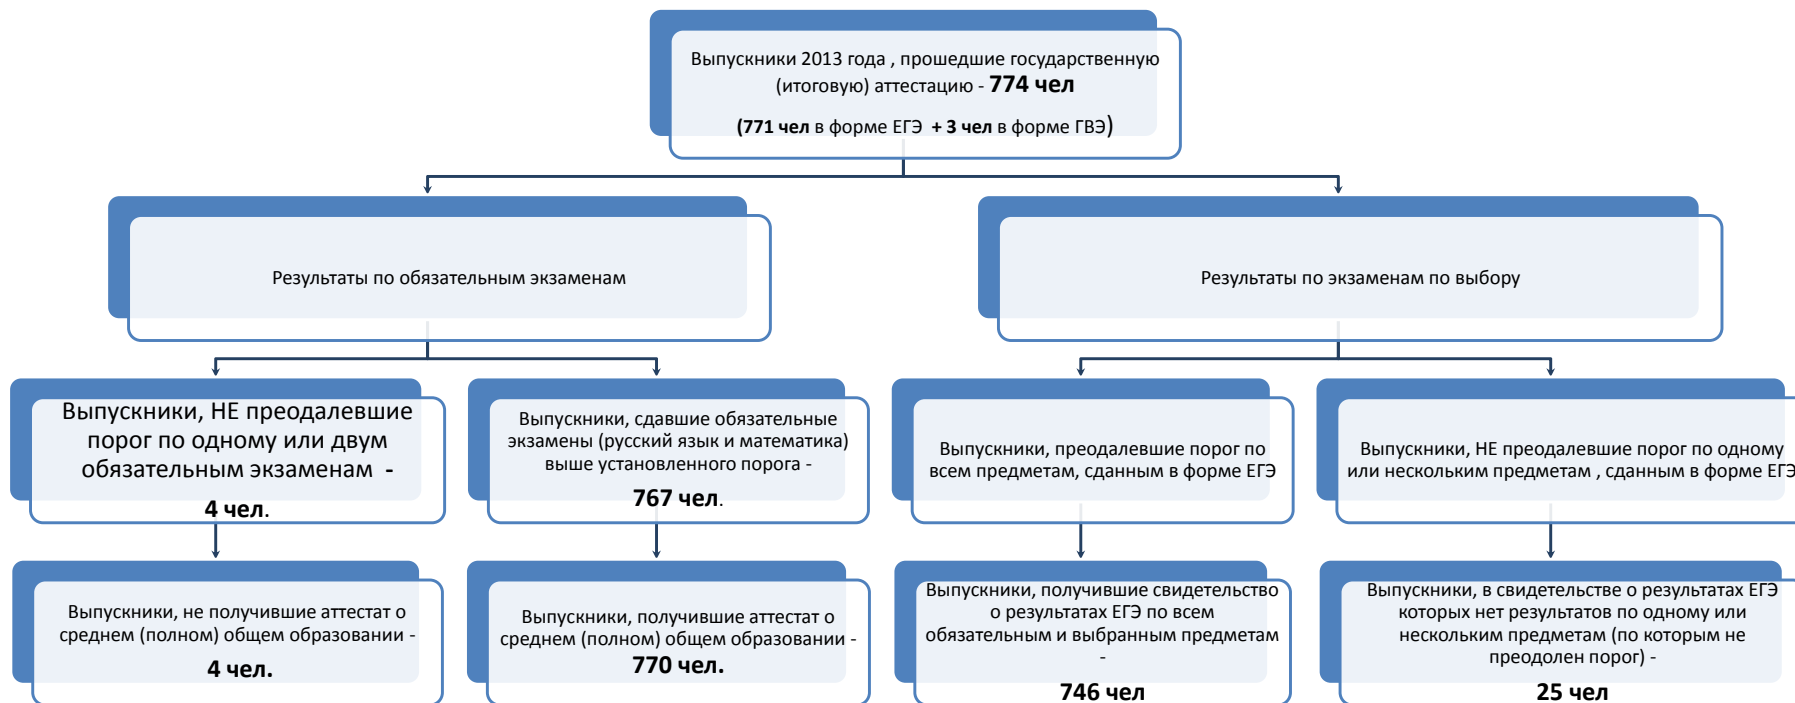 Выпускники 2013 года , прошедшие государственную
(итоговую) аттестацию - 774 чел
(771 чел в форме ЕГЭ + 3 чел в форме ГВЭ)
Результаты по обязательным экзаменам
Результаты по экзаменам по выбору
Выпускники, НЕ преодалевшие
порог по одному или двум
обязательным экзаменам -
4 чел.
Выпускники, сдавшие обязательные
экзамены (русский язык и математика)
выше установленного порога -
767 чел.
Выпускники, преодалевшие порог по
всем предметам, сданным в форме ЕГЭ
Выпускники, НЕ преодалевшие порог по одному
или нескольким предметам , сданным в форме ЕГЭ
Выпускники, не получившие аттестат о
среднем (полном) общем образовании -
4 чел.
Выпускники, получившие аттестат о
среднем (полном) общем образовании -
770 чел.
Выпускники, получившие свидетельство
о результатах ЕГЭ по всем
обязательным и выбранным предметам
-
746 чел
Выпускники, в свидетельстве о результатах ЕГЭ
которых нет результатов по одному или
нескольким предметам (по которым не
преодолен порог) -
25 чел